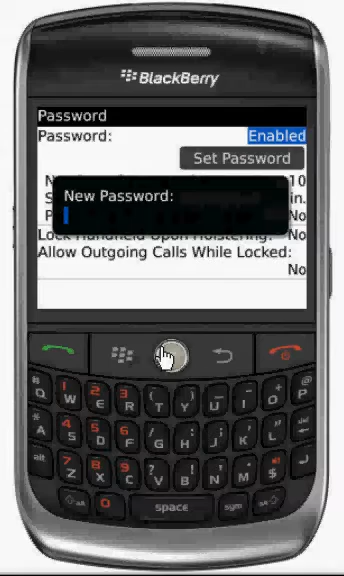 BlackBerry
Password
Password: Enabled
Set Password
N 10
New Password:
S in.
P No
Lock Handheld Upon Holstering: No
Allow Outgoing Calls While Locked:
No
Q W E R T Y U I O P
A S D F G H J K L
alt Z X C V B N M $
space sym